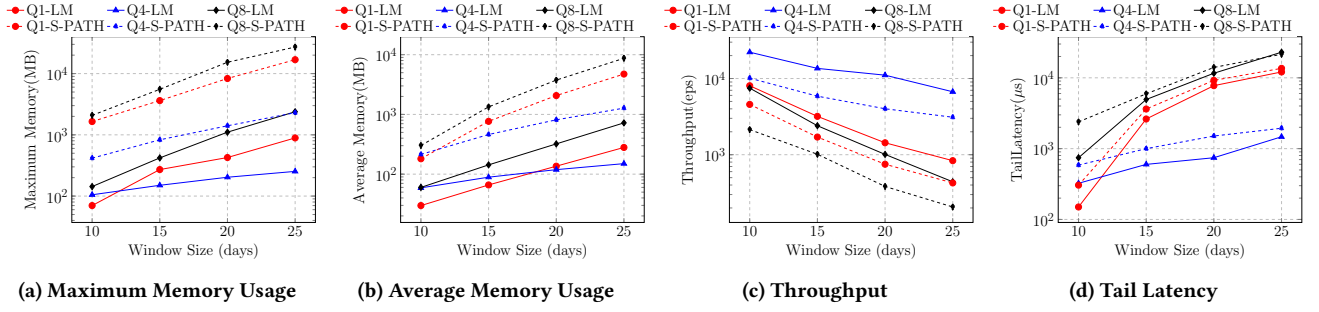 Q1-LM Q4-LM Q8-LM
Q1-S-PATH Q4-S-PATH Q8-S-PATH
Maximum Memory(MB)
10^4
10^3
10^2
10 15 20 25
Window Size (days)
(a) Maximum Memory Usage
Q1-LM Q4-LM Q8-LM
Q1-S-PATH Q4-S-PATH Q8-S-PATH
Average Memory(MB)
10^4
10^3
10^2
10 15 20 25
Window Size (days)
(b) Average Memory Usage
Q1-LM Q4-LM Q8-LM
Q1-S-PATH Q4-S-PATH Q8-S-PATH
Throughput(eps)
10^4
10^3
10 15 20 25
Window Size (days)
(c) Throughput
Q1-LM Q4-LM Q8-LM
Q1-S-PATH Q4-S-PATH Q8-S-PATH
TailLatency(μs)
10^4
10^3
10^2
10 15 20 25
Window Size (days)
(d) Tail Latency